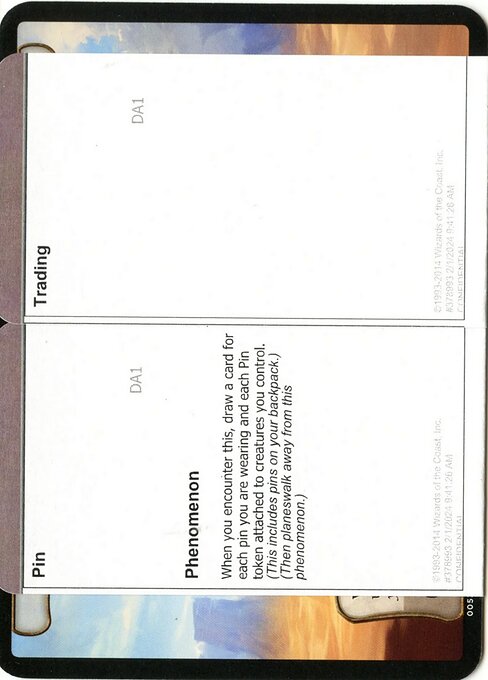 Pin
DA1
Phenomenon
When you encounter this, draw a card for
each pin you are wearing and each Pin
token attached to creatures you control.
(This includes pins on your backpack.)
(Then planeswalk away from this
phenomenon.)
©1993-2014 Wizards of the Coast, Inc.
#378993 2/1/2024 9:41:26 AM
CONFIDENTIAL
Trading
DA1
©1993-2014 Wizards of the Coast, Inc.
#378993 2/1/2024 9:41:26 AM
CONFIDENTIAL
005